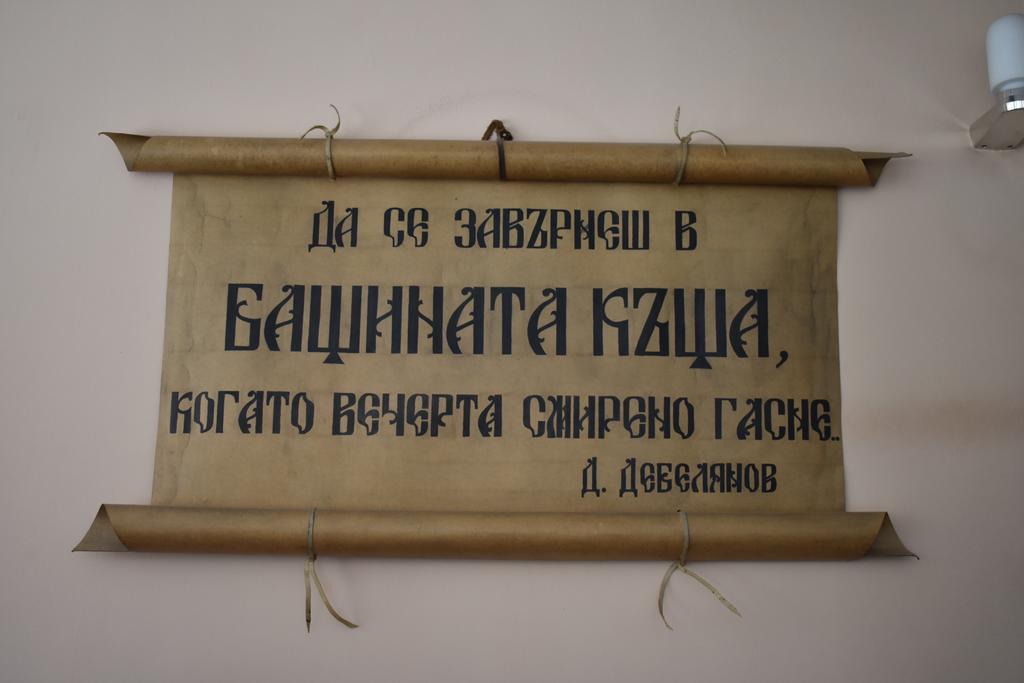 Да се завърнеш в
бащината къща,
когато вечерта смирено гасне..
Д. Дебелянов